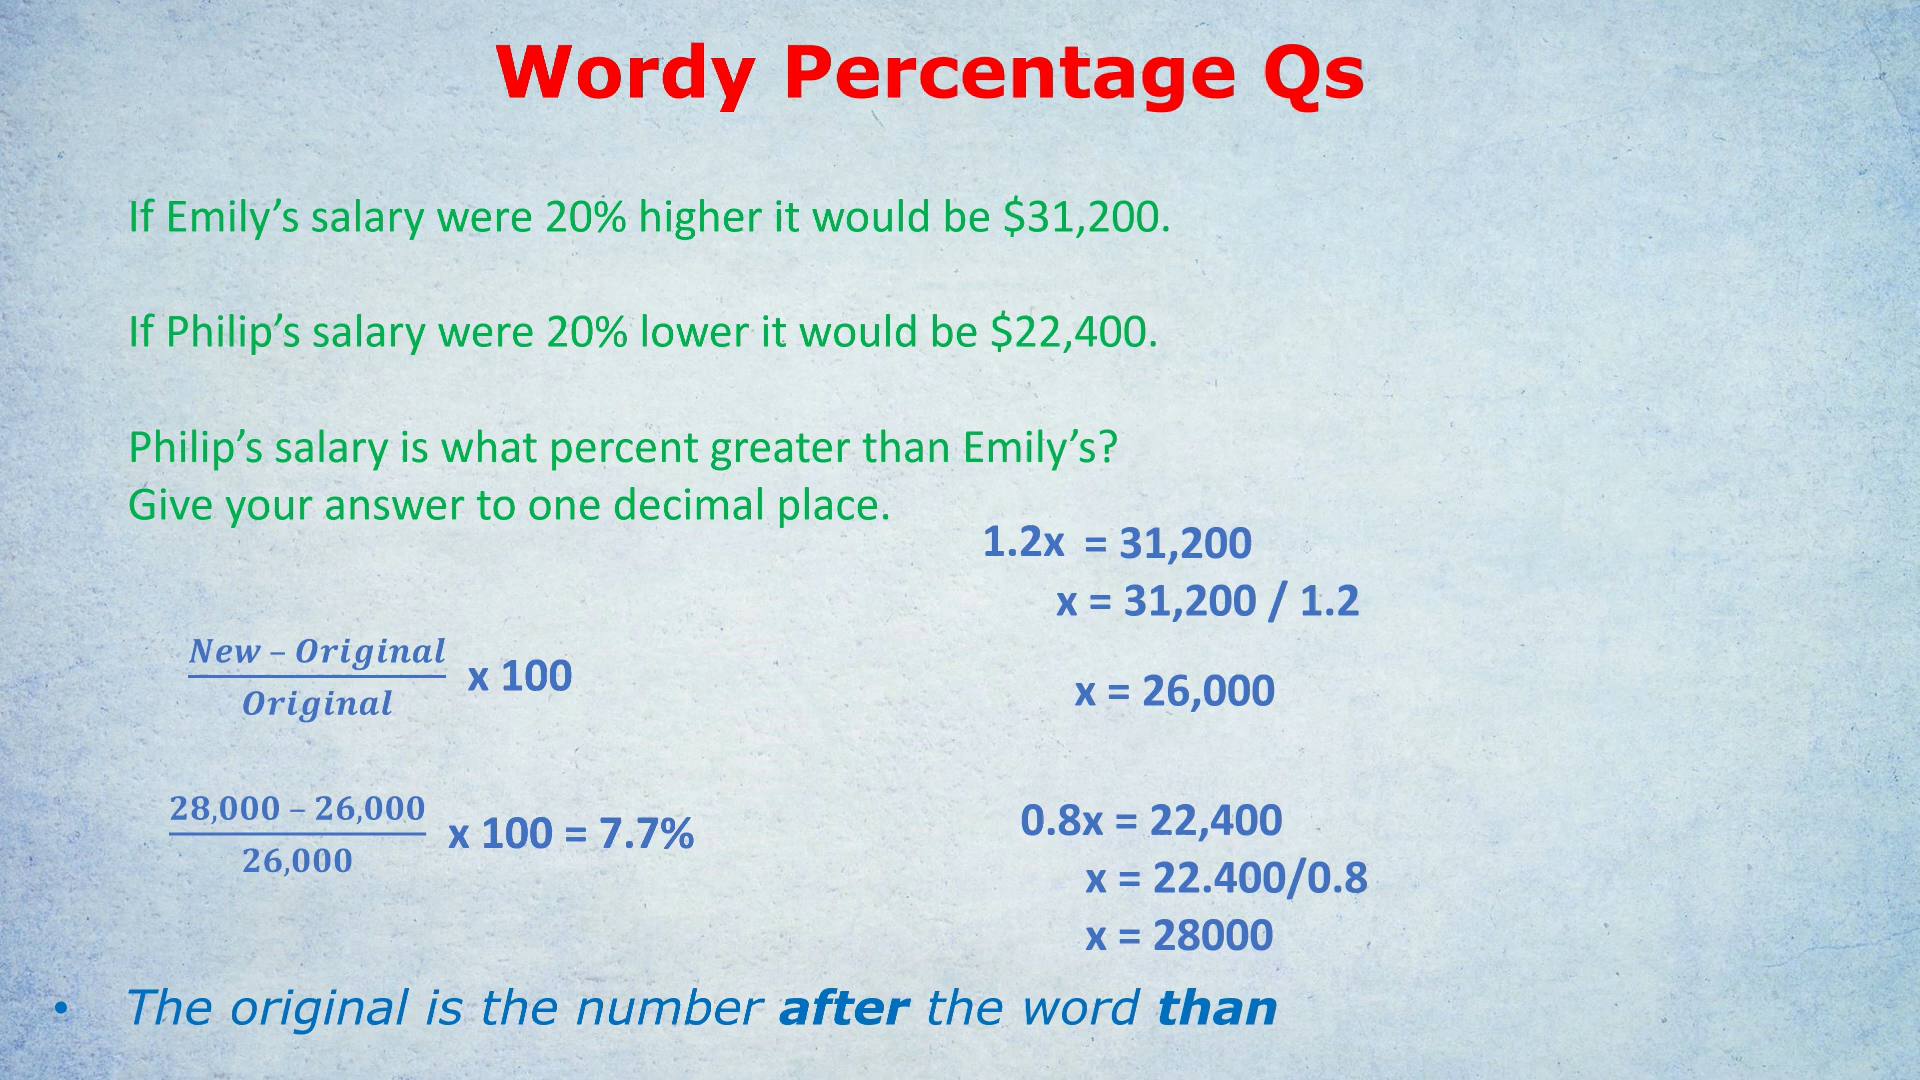 Wordy Percentage Qs
If Emily’s salary were 20% higher it would be $31,200.
If Philip’s salary were 20% lower it would be $22,400.
Philip’s salary is what percent greater than Emily’s?
Give your answer to one decimal place.
1.2x = 31,200
x = 31,200 / 1.2
x = 26,000
New – Original
Original
x 100
28,000 – 26,000
26,000
x 100 = 7.7%
0.8x = 22,400
x = 22.400/0.8
x = 28000
• The original is the number after the word than